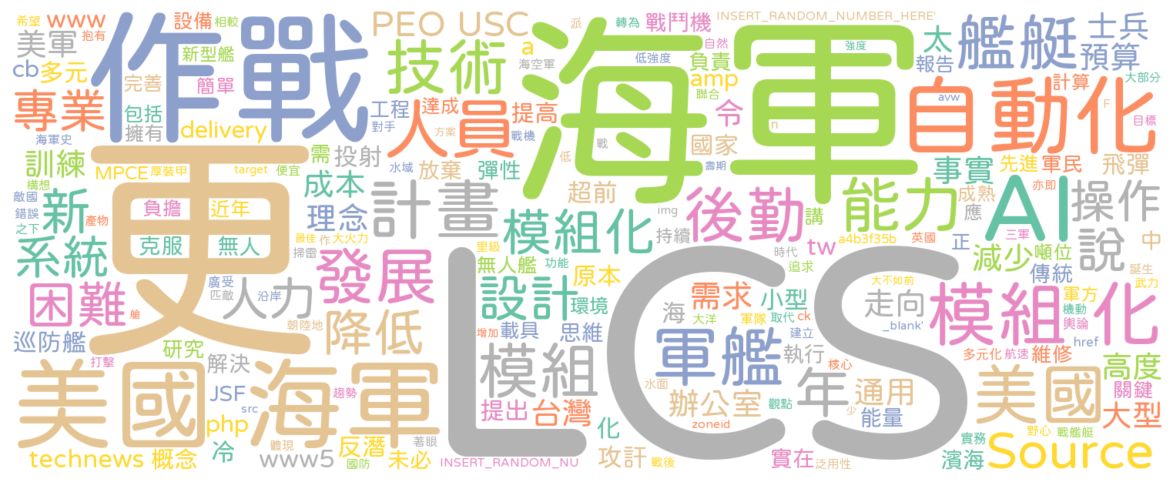 希望 相較 www 設備 PEO USC 轉為 派 戰鬥機 INSERT_RANDOM_NUMBER_HERE'
抱有 美軍 新型艦 作戰 技術 a 海空軍 低強度 自然 強度 太 艦艇 士兵
cb 多元 完善 簡單 海軍 負責 報告 預算
專業 包括 擁有 工程 達成 提高 amp 聯合 令 avw 計算 大部分
海軍史 delivery 對手 人員 方案 戰機 戰 n 自動化 F 目標
訓練 MPCE 厚裝甲 target 便宜 需 投射 水域 放棄 彈性 低 國家 壽期 事實 先進 軍民 飛彈
構想 更 成本 超前 成熟 亦即
敵國 新 負擔 近年 計畫 img 後勤 講 能力 應 AI 操作
錯誤 產物 理念 模組化 持續 時代 a4b3f35b 英國 三軍
之下 系統 克服 無人 里級 功能 tw 追求 正 減少 噸位 說 中
最佳 作 大火力 發展 無人艦 原本 大不如前 傳統 誕生
困難 廣受 掃雷 人力 設計 環境 需求 小型 走向 軍方 武力
匹敵 沿岸 LCS 海 大洋 軍隊 取代 ck _blank' 模組化 機動
艙 朝陸地 降低 增加 載具 思維 建立 輿論
巡防艦 打擊 研究 解決 模組 軍艦 執行 核心 多元化 航速 href 維修 高度
美國海軍 JSF 趨勢 水面 辦公室 觀點 年 通用 美國 關鍵
src php 提出 台灣 少 能量 大型
體現 反潛 著眼 化 zoneid 野心 戰艦艇
technews 概念 冷 www5 國防 未必 INSERT_RANDOM_NU 攻訐 戰後 實在 泛用性 濱海 實務 Source